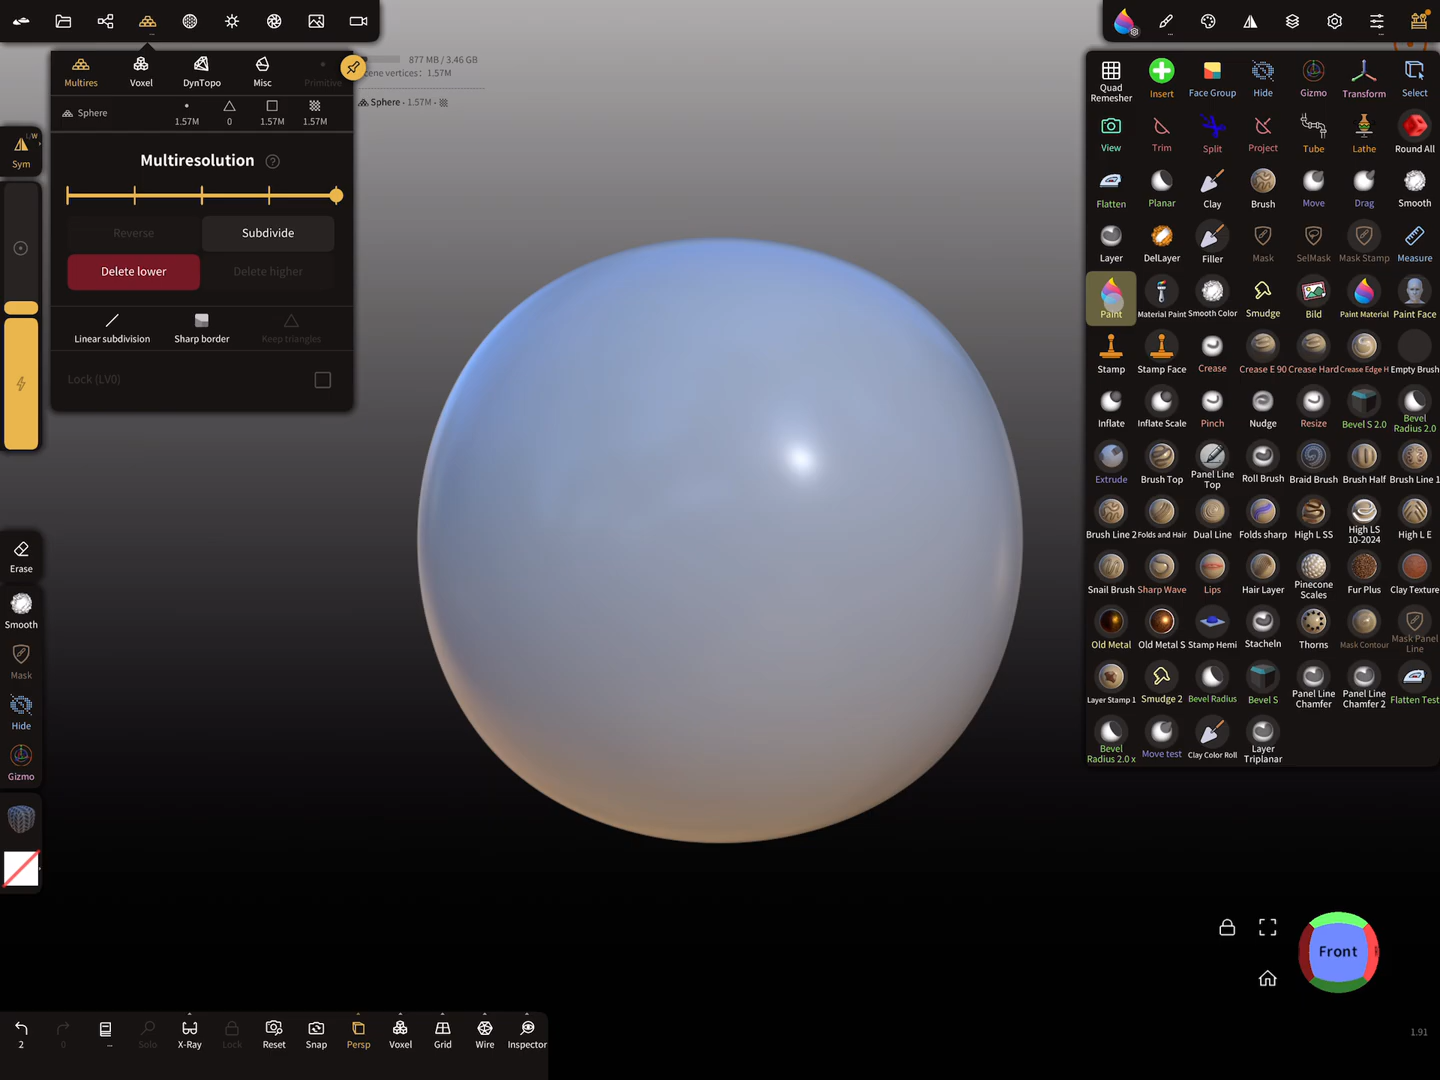 877 MB / 3.46 GB
cene vertices: 1.57M
Sphere • 1.57M •
Multires Voxel DynTopo Misc Primitive
Sphere 1.57M 0 1.57M 1.57M
Multiresolution ?
Reverse Subdivide
Delete lower Delete higher
Linear subdivision Sharp border Keep triangles
Lock (LV0)
Sym
Erase
Smooth
Mask
Hide
Gizmo
Quad Remesher Insert Face Group Hide Gizmo Transform Select
View Trim Split Project Tube Lathe Round All
Flatten Planar Clay Brush Move Drag Smooth
Layer DelLayer Filler Mask SelMask Mask Stamp Measure
Paint Material Paint Smooth Color Smudge Bild Paint Material Paint Face
Stamp Stamp Face Crease Crease E 90 Crease Hard Crease Edge H Empty Brush
Inflate Inflate Scale Pinch Nudge Resize Bevel S 2.0 Bevel Radius 2.0
Extrude Brush Top Panel Line Top Roll Brush Braid Brush Brush Half Brush Line 1
Brush Line 2 Folds and Hair Dual Line Folds sharp High L SS High LS 10-2024 High L E
Snail Brush Sharp Wave Lips Hair Layer Pinecone Scales Fur Plus Clay Texture
Old Metal Old Metal S Stamp Hemi Stacheln Thorns Mask Contour Mask Panel Line
Layer Stamp 1 Smudge 2 Bevel Radius Bevel S Panel Line Chamfer Panel Line Chamfer 2 Flatten Test
Bevel Radius 2.0 x Move test Clay Color Roll Layer Triplanar
Front
2 0 ... Solo X-Ray Lock Reset Snap Persp Voxel Grid Wire Inspector
1.91